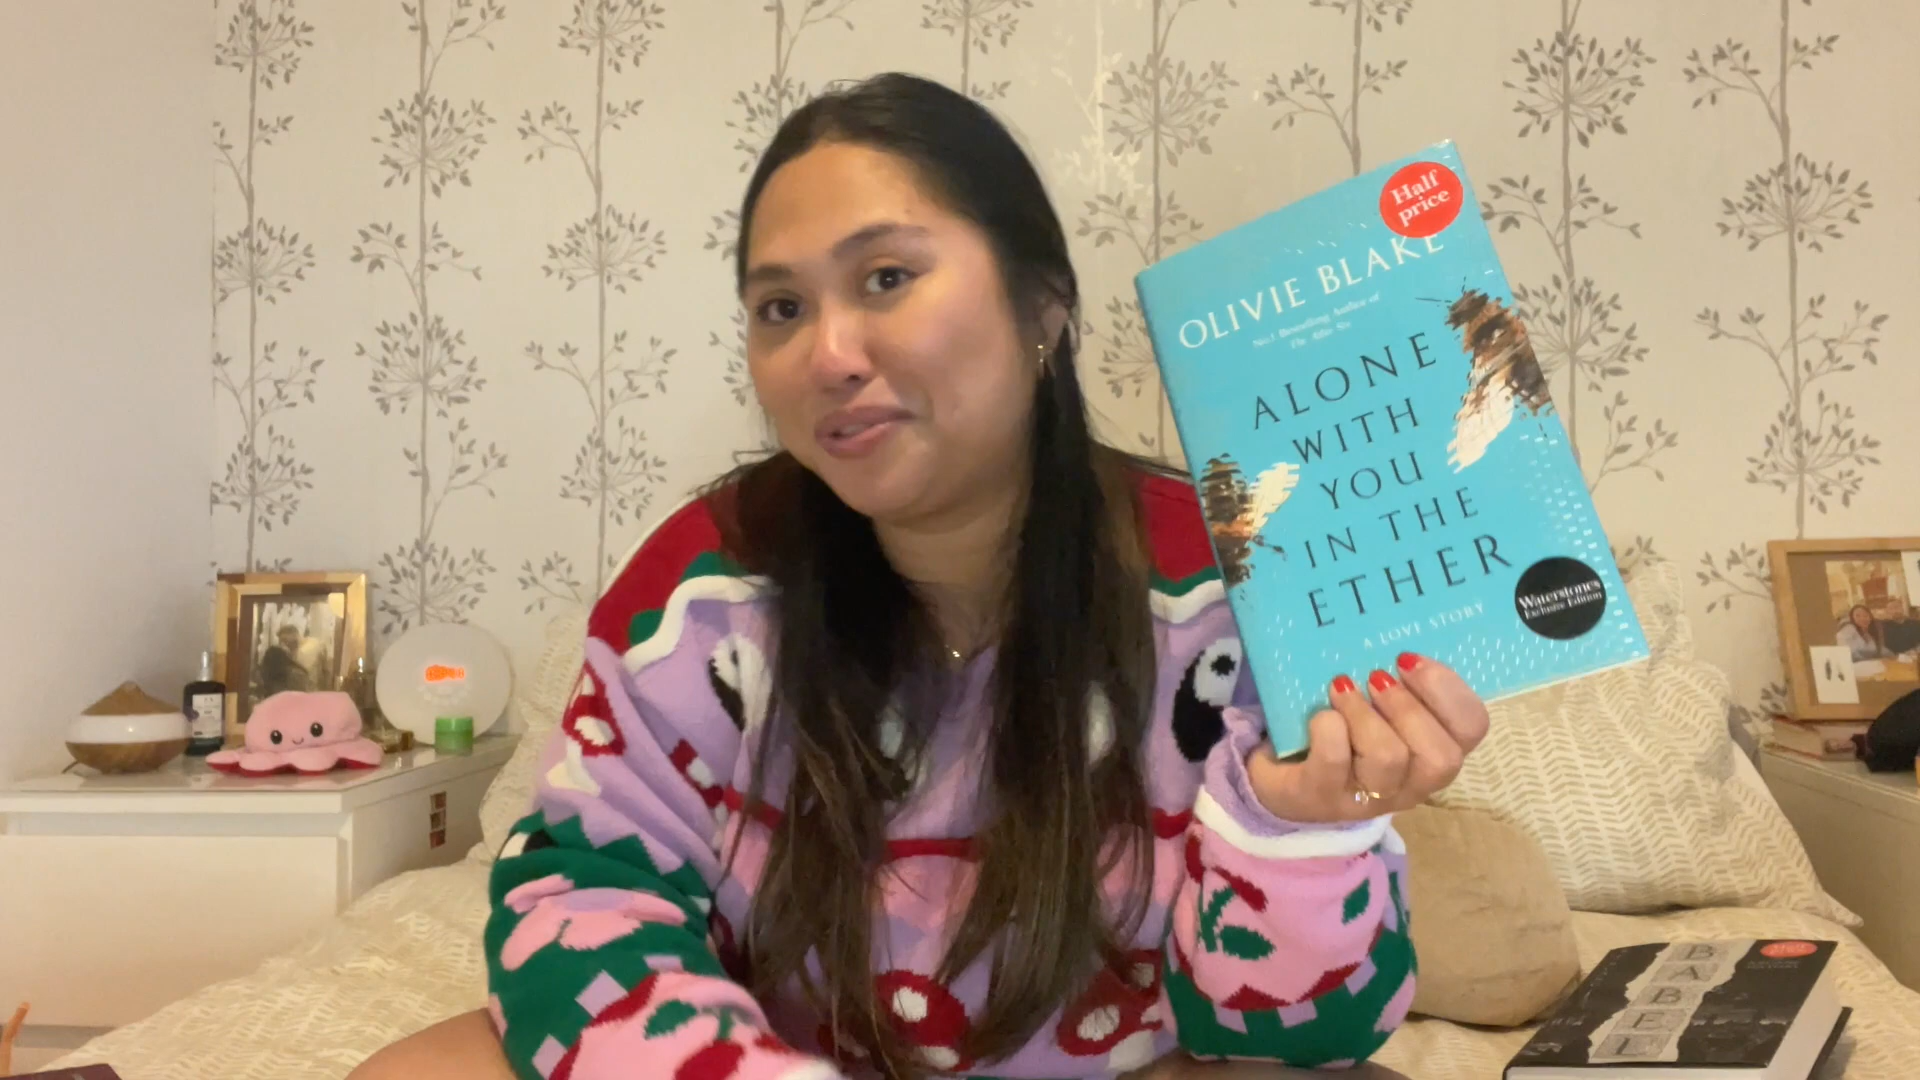 Half
price
OLIVIE BLAKE
No.1 Bestselling Author of
The Atlas Six
ALONE
WITH
YOU
IN THE
ETHER
A LOVE STORY
Waterstones
Exclusive Edition
BABEL